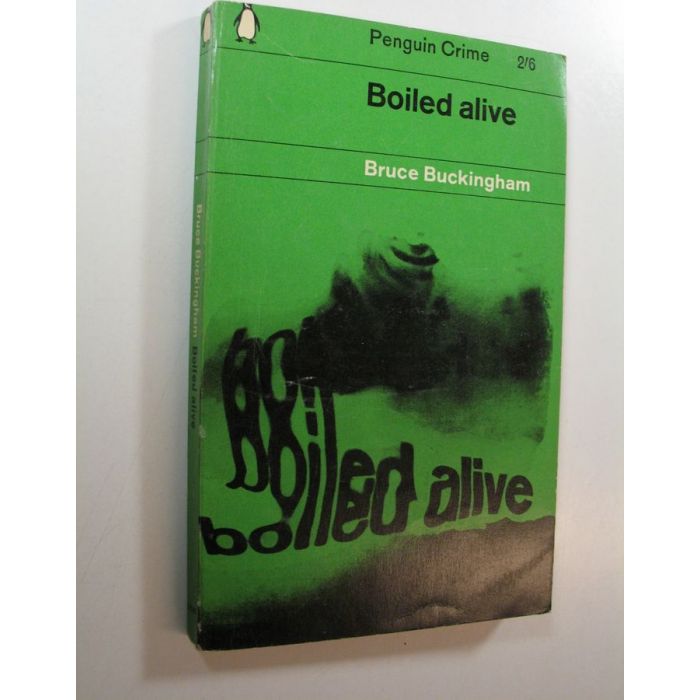 Penguin Crime 2/6
Boiled alive
Bruce Buckingham
boiled alive
Bruce Buckingham Boiled alive